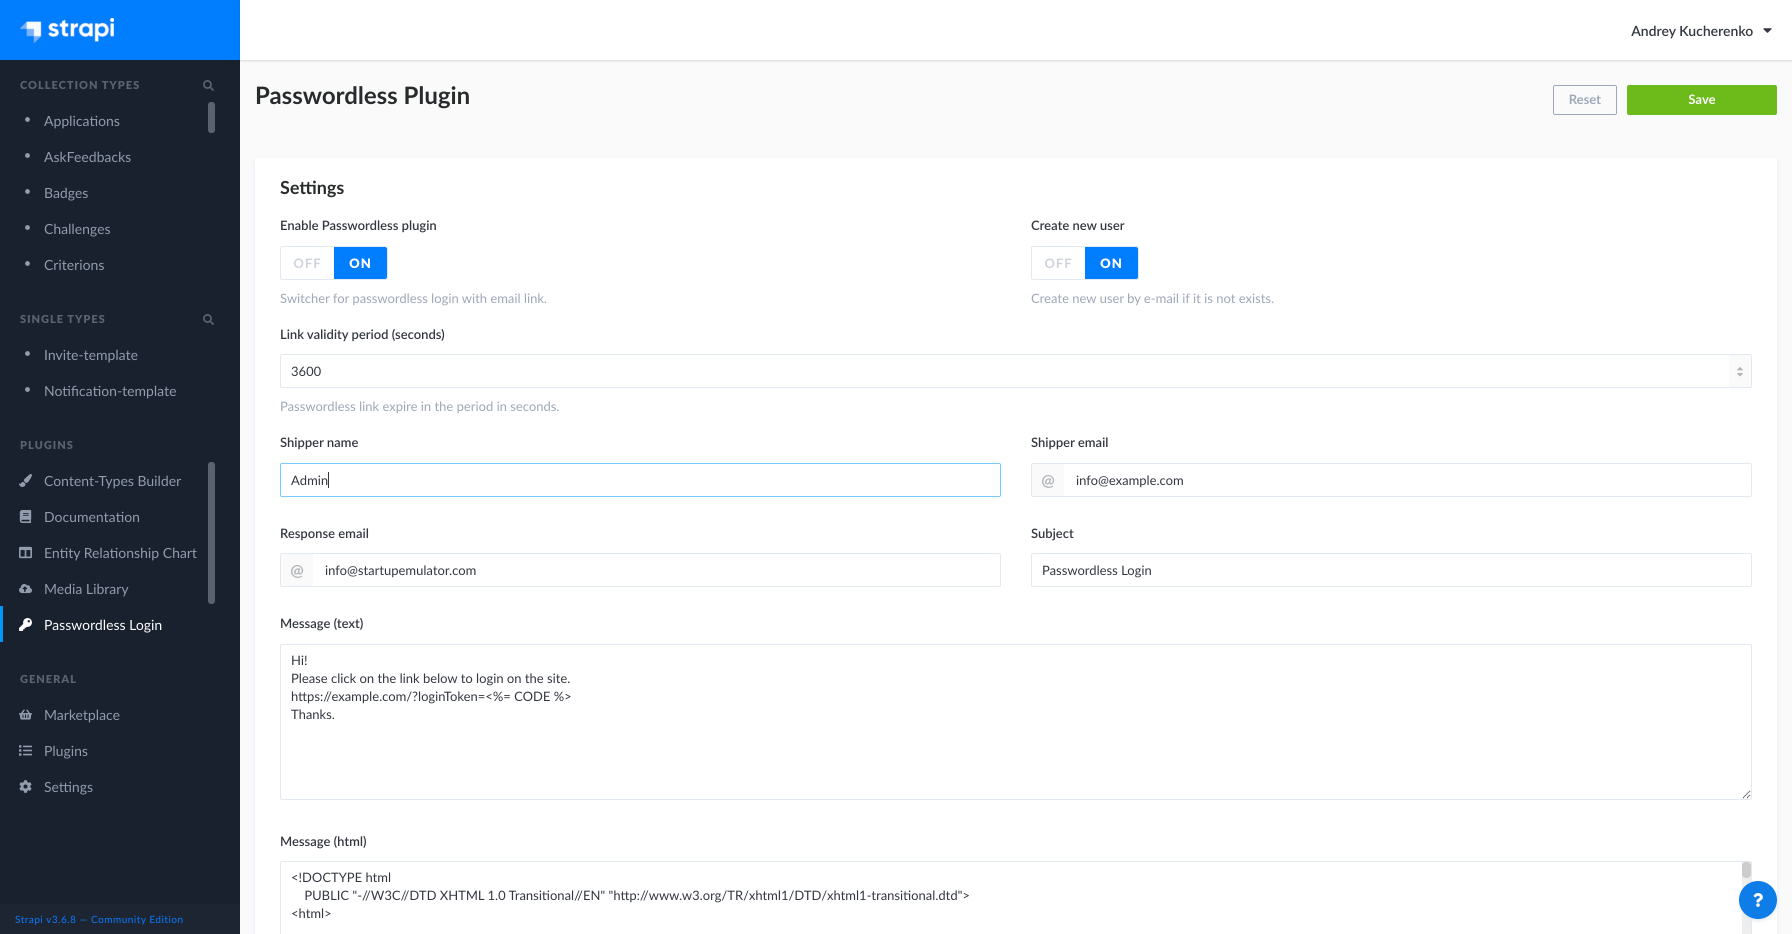 strapi
Andrey Kucherenko
COLLECTION TYPES
Applications
AskFeedbacks
Badges
Challenges
Criterions
SINGLE TYPES
Invite-template
Notification-template
PLUGINS
Content-Types Builder
Documentation
Entity Relationship Chart
Media Library
Passwordless Login
GENERAL
Marketplace
Plugins
Settings
Strapi v3.6.8 — Community Edition
Passwordless Plugin
Reset
Save
Settings
Enable Passwordless plugin
OFF ON
Switcher for passwordless login with email link.
Create new user
OFF ON
Create new user by e-mail if it is not exists.
Link validity period (seconds)
3600
Passwordless link expire in the period in seconds.
Shipper name
Admin
Shipper email
@ info@example.com
Response email
@ info@startupemulator.com
Subject
Passwordless Login
Message (text)
Hi!
Please click on the link below to login on the site.
https://example.com/?loginToken=<%= CODE %>
Thanks.
Message (html)
<!DOCTYPE html
PUBLIC "-//W3C//DTD XHTML 1.0 Transitional//EN" "http://www.w3.org/TR/xhtml1/DTD/xhtml1-transitional.dtd">
<html>
?